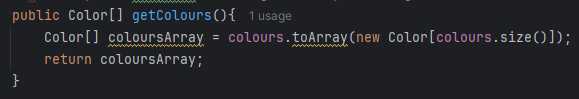 public Color[] getColours(){ 1 usage
    Color[] coloursArray = colours.toArray(new Color[colours.size()]);
    return coloursArray;
}